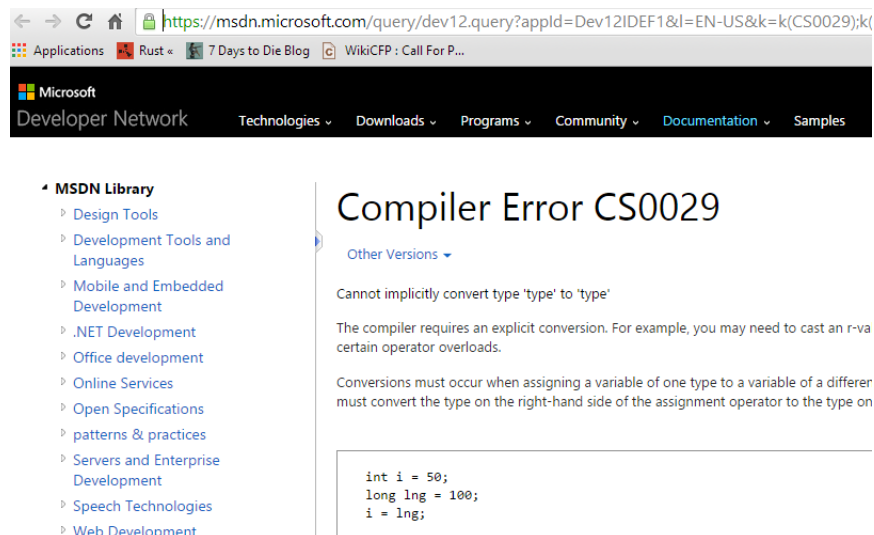 https://msdn.microsoft.com/query/dev12.query?appId=Dev12IDEF1&l=EN-US&k=k(CS0029);k(
Applications Rust « 7 Days to Die Blog C WikiCFP : Call For P...
Microsoft
Developer Network Technologies Downloads Programs Community Documentation Samples
MSDN Library
Design Tools
Development Tools and
Languages
Mobile and Embedded
Development
.NET Development
Office development
Online Services
Open Specifications
patterns & practices
Servers and Enterprise
Development
Speech Technologies
Web Development
Compiler Error CS0029
Other Versions
Cannot implicitly convert type 'type' to 'type'
The compiler requires an explicit conversion. For example, you may need to cast an r-va
certain operator overloads.
Conversions must occur when assigning a variable of one type to a variable of a differen
must convert the type on the right-hand side of the assignment operator to the type on
int i = 50;
long lng = 100;
i = lng;